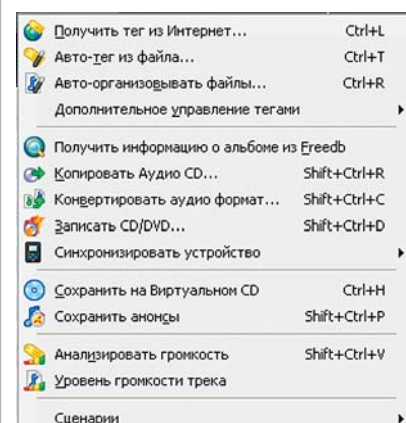 Получить тег из Интернет... Ctrl+L
Авто-тег из файла... Ctrl+T
Авто-организовывать файлы... Ctrl+R
Дополнительное управление тегами
Получить информацию о альбоме из Freedb
Копировать Аудио CD... Shift+Ctrl+R
Конвертировать аудио формат... Shift+Ctrl+C
Записать CD/DVD... Shift+Ctrl+D
Синхронизировать устройство
Сохранить на Виртуальном CD Ctrl+H
Сохранить анонсы Shift+Ctrl+P
Анализировать громкость Shift+Ctrl+V
Уровень громкости трека
Сценарии